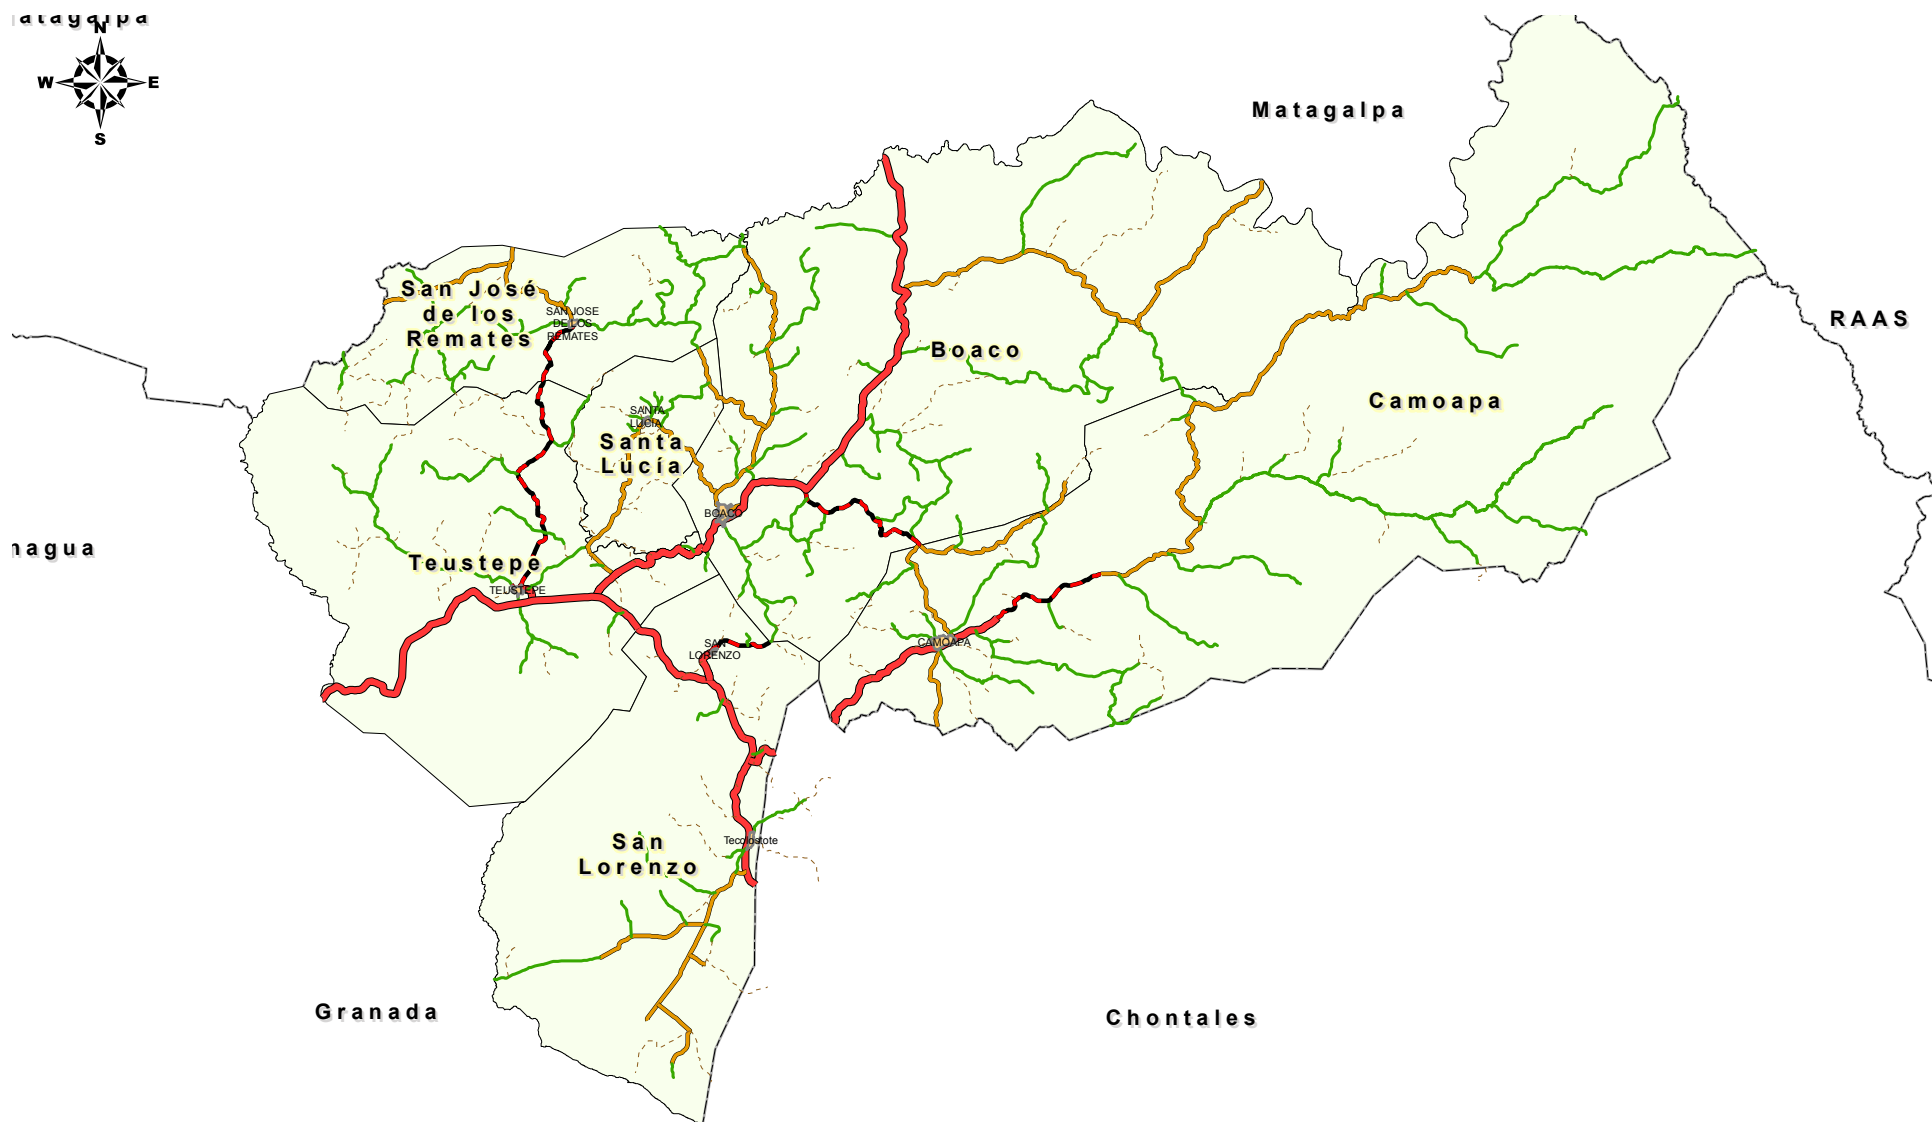 N
W E
S
Matagalpa
San José
de los
Remates
SAN JOSE
DE LOS
REMATES
RAAS
Boaco
Camoapa
SANTA
LUCÍA
Santa
Lucía
BOACO
Teustepe
TEUSTEPE
SAN
LORENZO
CAMOAPA
San
Lorenzo
Tecolostote
Granada
Chontales